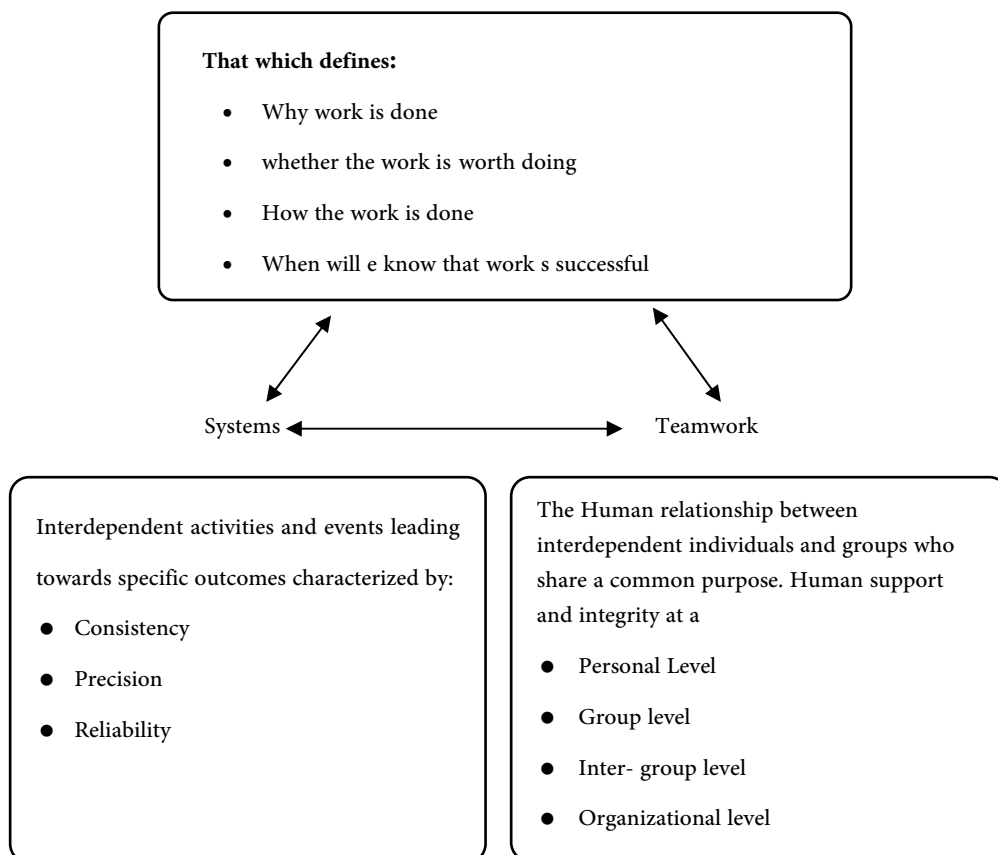 That which defines:
• Why work is done
• whether the work is worth doing
• How the work is done
• When will e know that work s successful
Systems
Teamwork
Interdependent activities and events leading
towards specific outcomes characterized by:
● Consistency
● Precision
● Reliability
The Human relationship between
interdependent individuals and groups who
share a common purpose. Human support
and integrity at a
● Personal Level
● Group level
● Inter- group level
● Organizational level